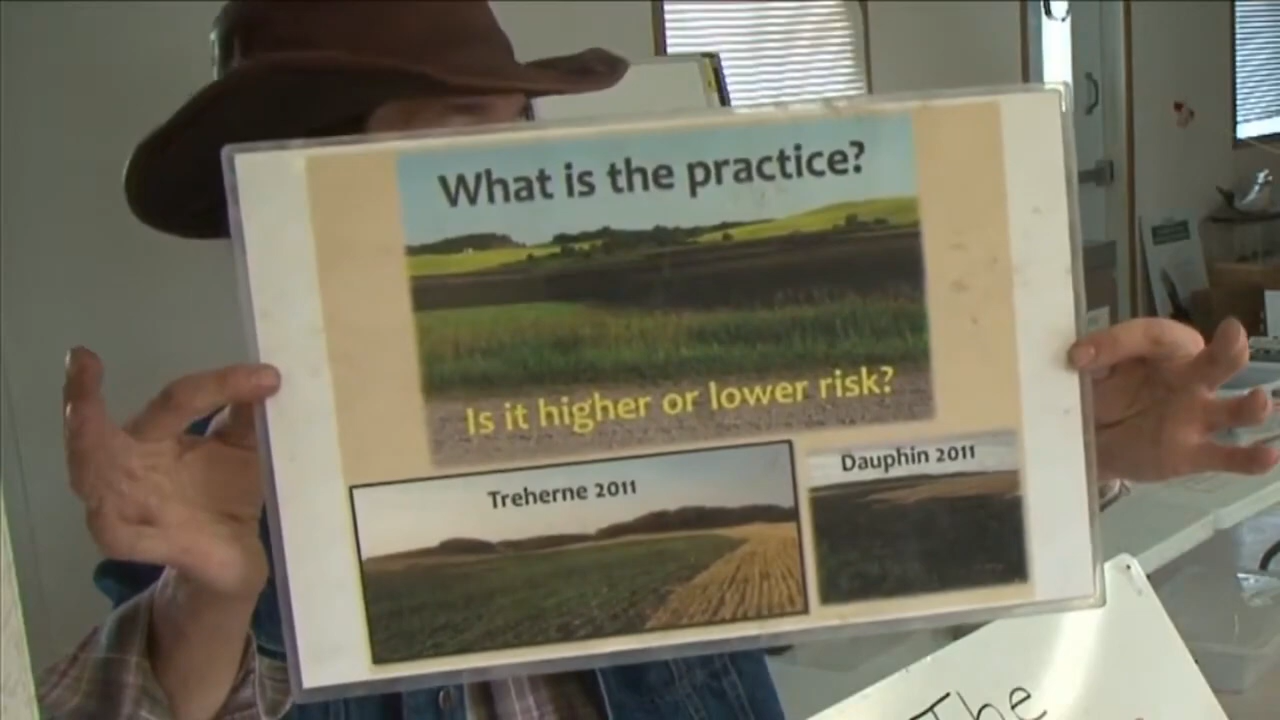 What is the practice?
Is it higher or lower risk?
Treherne 2011
Dauphin 2011
The